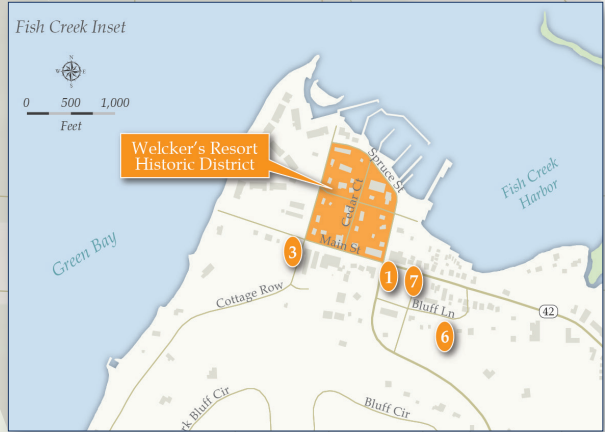 Fish Creek Inset
N
W E
S
0 500 1,000
Feet
Welcker's Resort
Historic District
Spruce St
Cedar Ct
Fish Creek
Harbor
Green Bay
Main St
3
1
7
Cottage Row
Bluff Ln
42
6
rk Bluff Cir
Bluff Cir